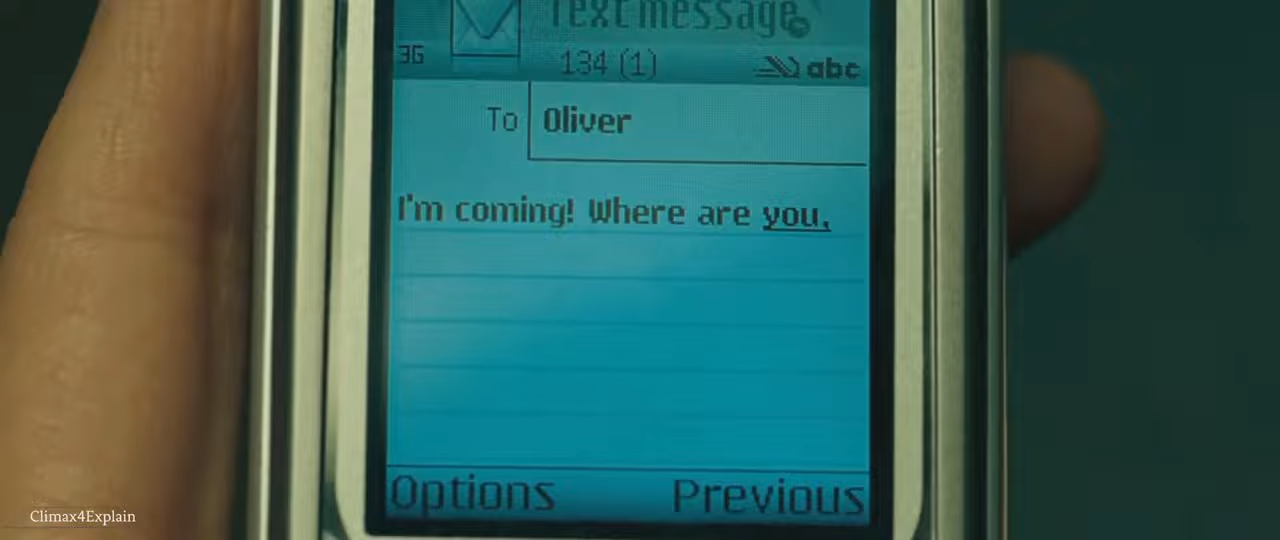 Text message
3G
134 (1)
abc
To
Oliver
I'm coming! Where are you,
Options
Previous
Climax4Explain